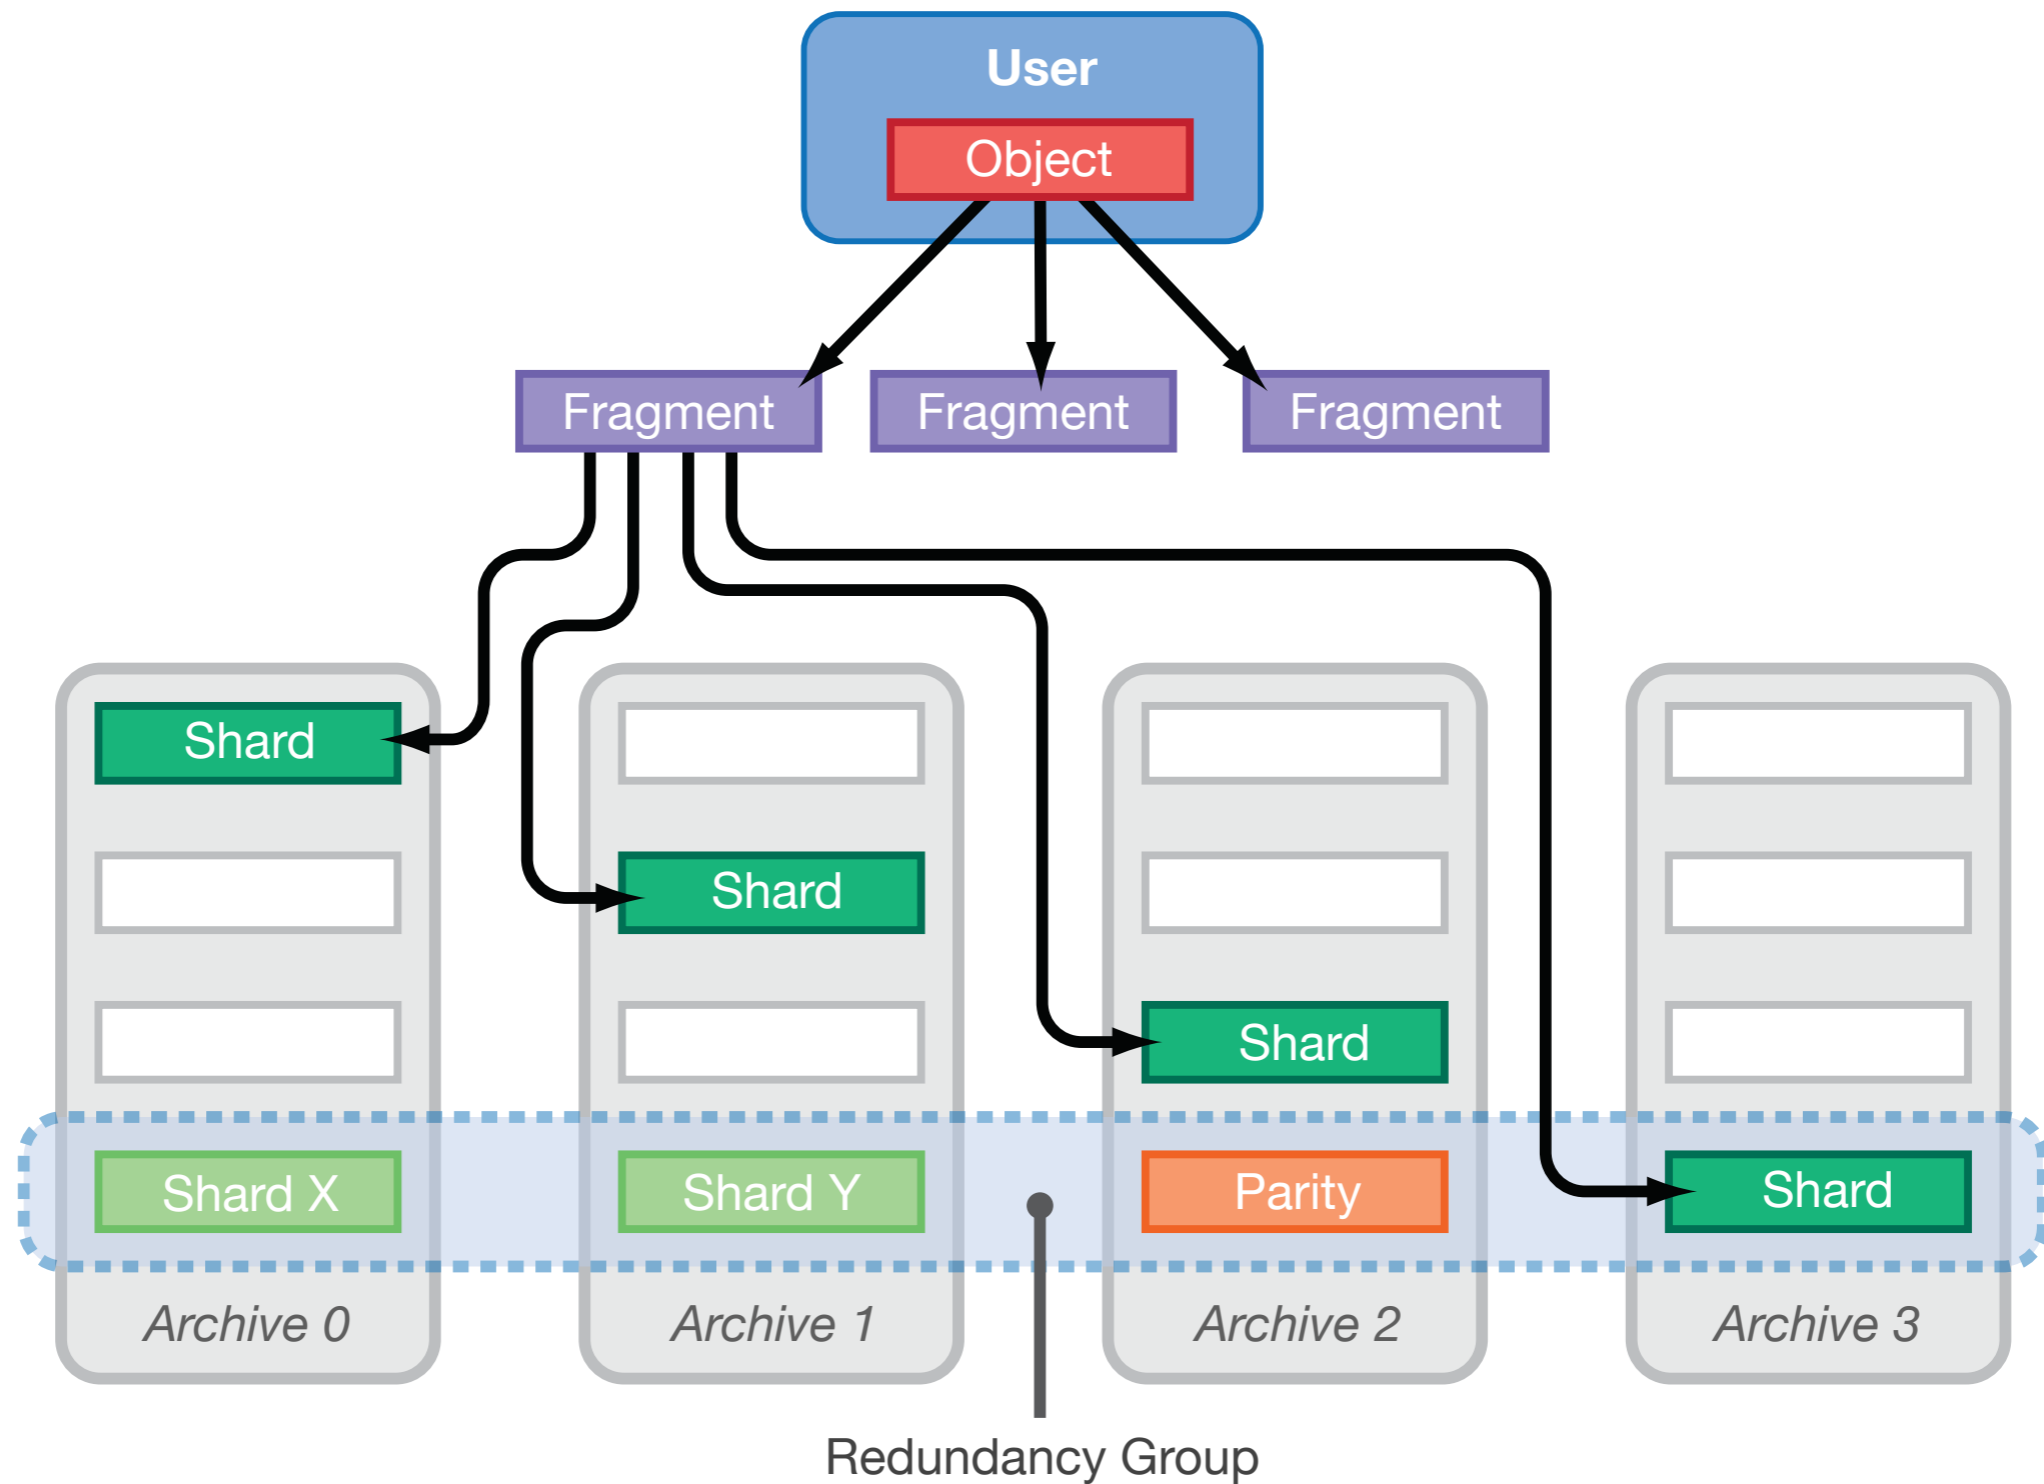 User
Object
Fragment Fragment Fragment
Shard
Shard
Shard
Shard X Shard Y Parity Shard
Archive 0 Archive 1 Archive 2 Archive 3
Redundancy Group